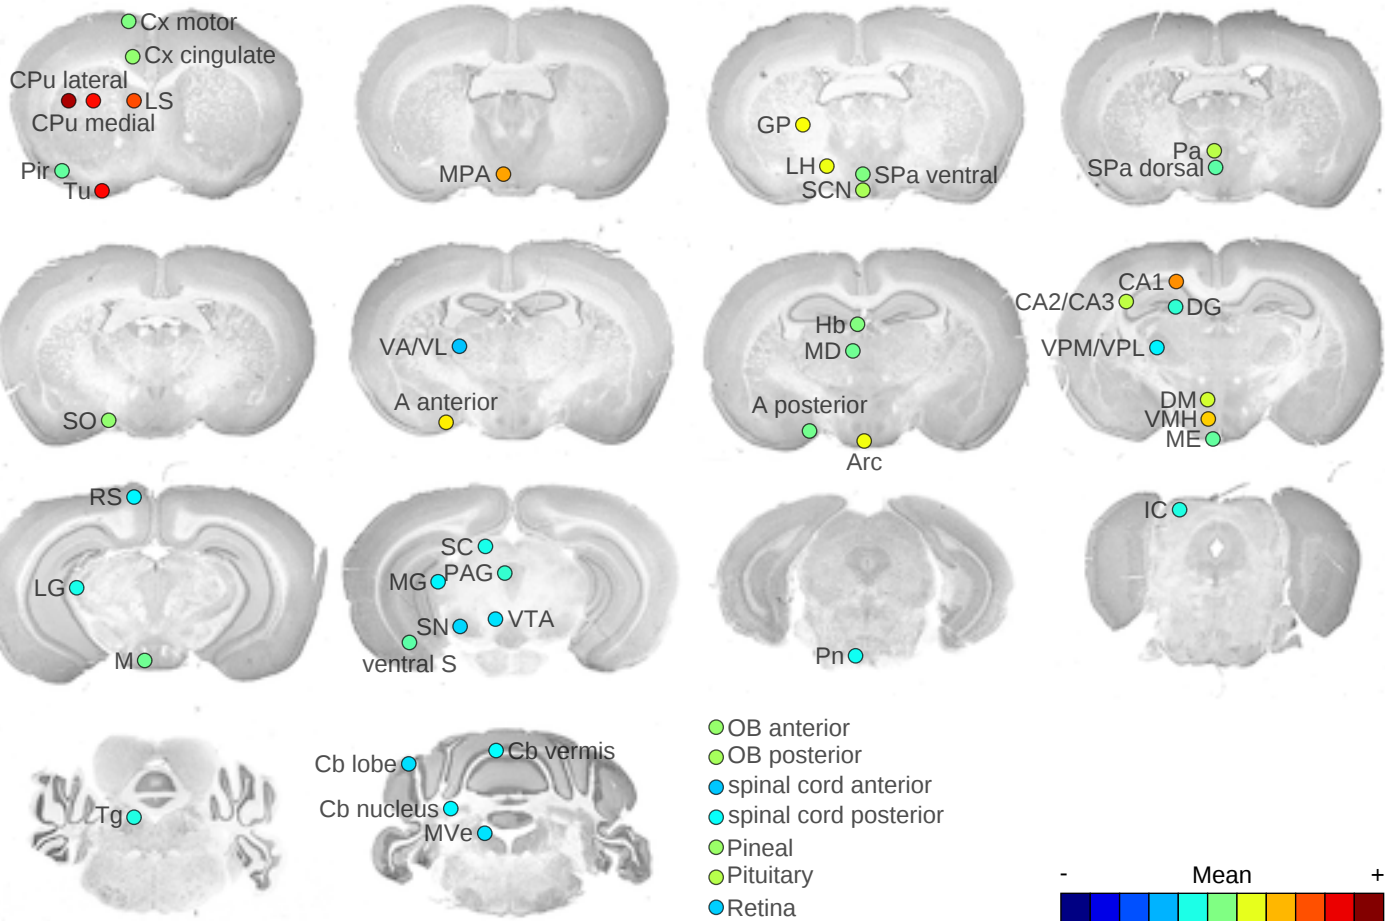 Cx motor
Cx cingulate
CPu lateral
LS
CPu medial
Pir
Tu
MPA
GP
LH
SPa ventral
SCN
Pa
SPa dorsal
SO
VA/VL
A anterior
Hb
MD
A posterior
Arc
CA1
CA2/CA3
DG
VPM/VPL
DM
VMH
ME
RS
LG
M
SC
PAG
MG
VTA
SN
ventral S
Pn
IC
Tg
Cb vermis
Cb lobe
Cb nucleus
MVe
OB anterior
OB posterior
spinal cord anterior
spinal cord posterior
Pineal
Pituitary
Retina
- Mean +